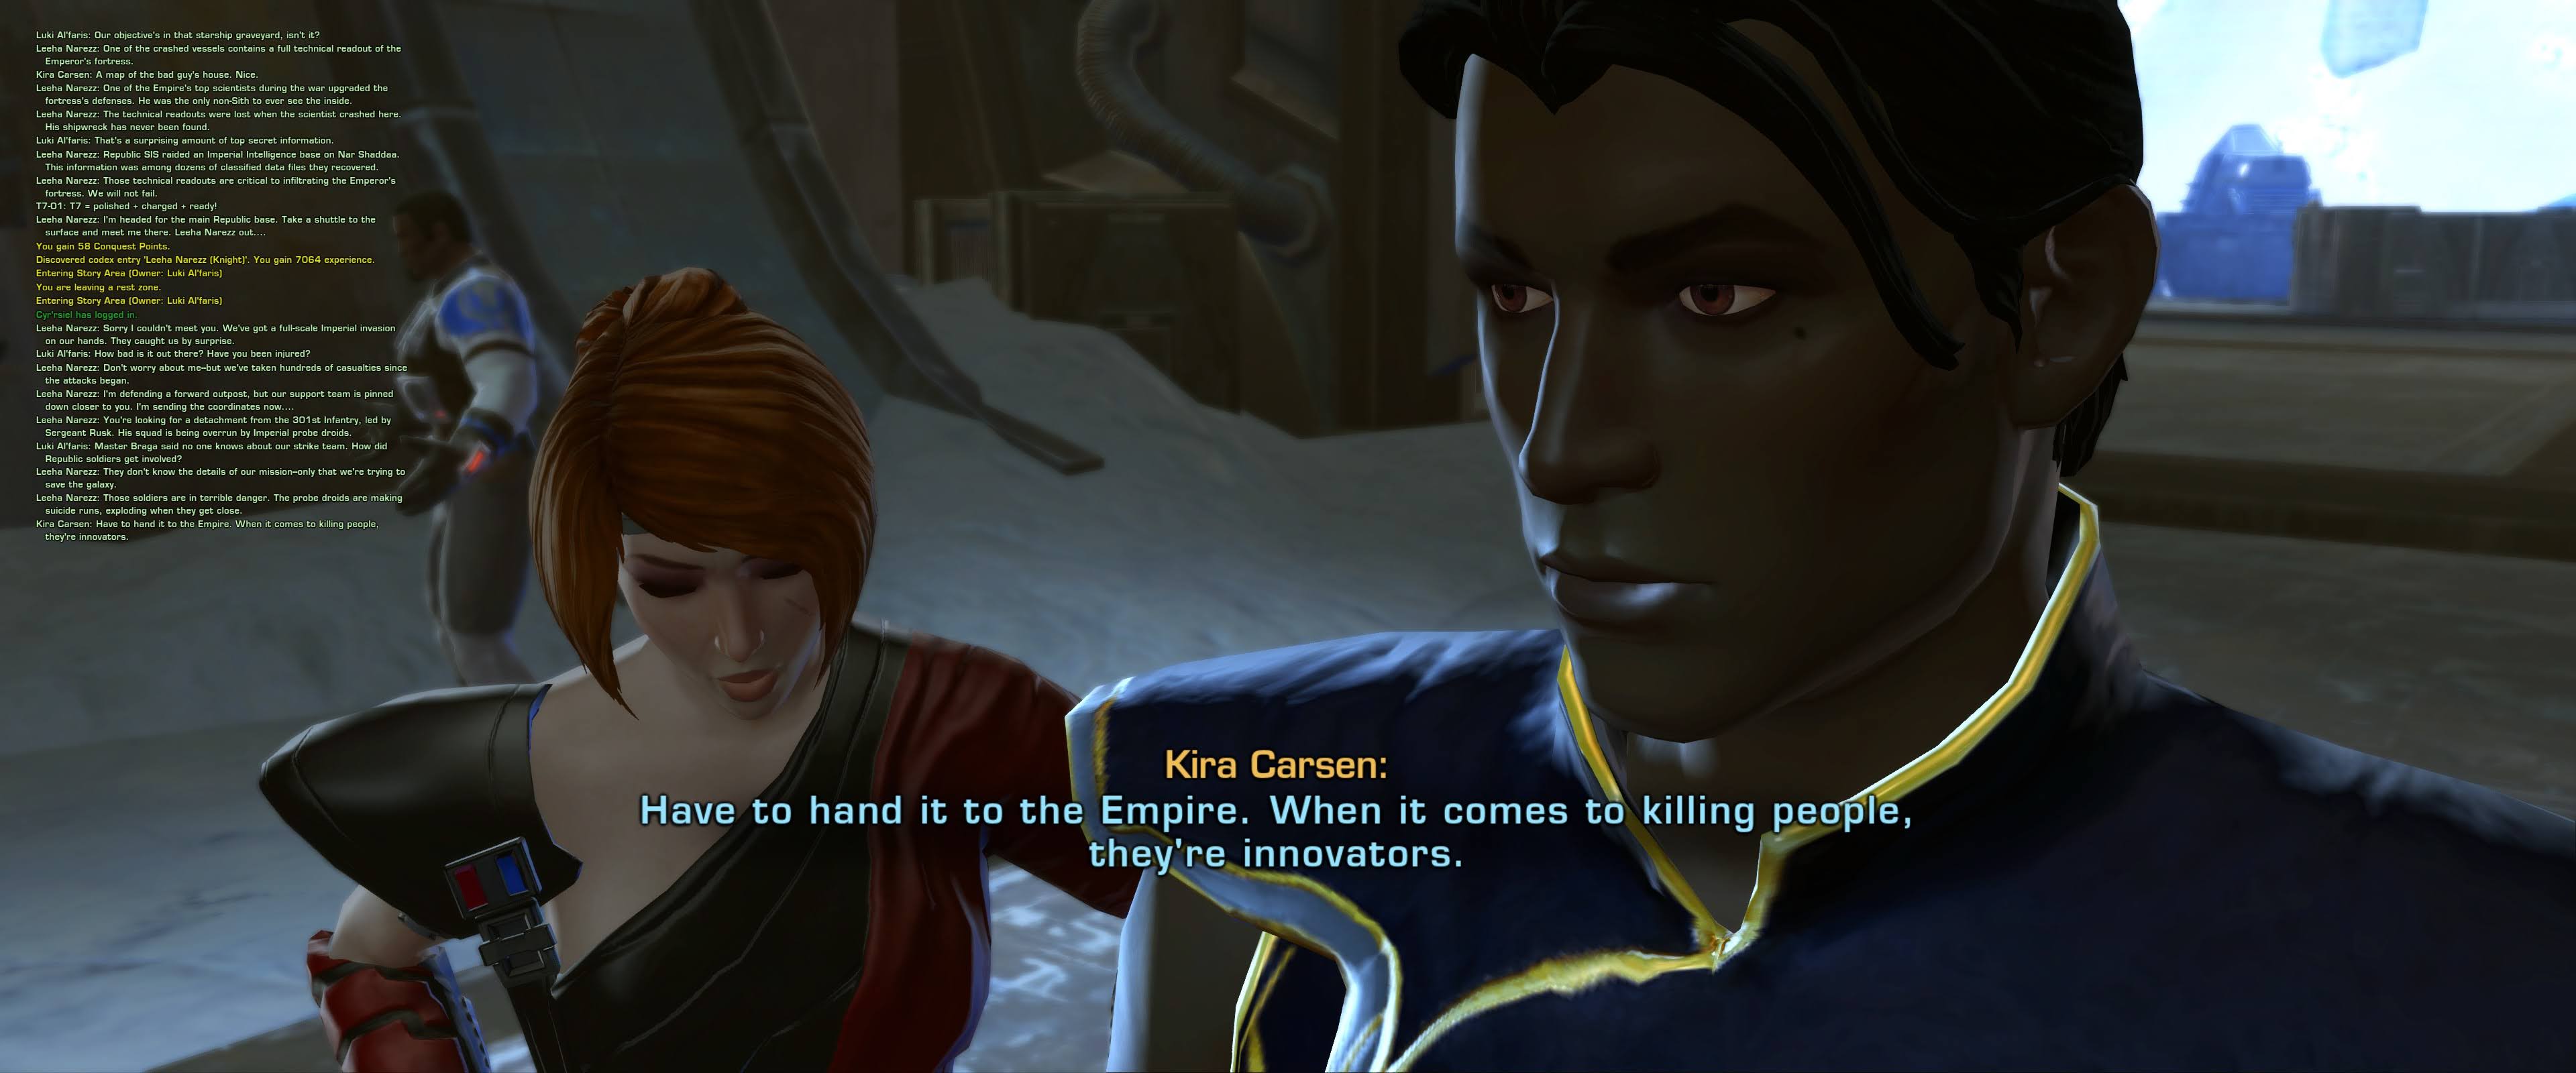 Luki Al'faris: Our objective's in that starship graveyard, isn't it?
Leeha Narezz: One of the crashed vessels contains a full technical readout of the
Emperor's fortress.
Kira Carsen: A map of the bad guy's house. Nice.
Leeha Narezz: One of the Empire's top scientists during the war upgraded the
fortress's defenses. He was the only non-Sith to ever see the inside.
Leeha Narezz: The technical readouts were lost when the scientist crashed here.
His shipwreck has never been found.
Luki Al'faris: That's a surprising amount of top secret information.
Leeha Narezz: Republic SIS raided an Imperial Intelligence base on Nar Shaddaa.
This information was among dozens of classified data files they recovered.
Leeha Narezz: Those technical readouts are critical to infiltrating the Emperor's
fortress. We will not fail.
T7-O1: T7 = polished + charged + ready!
Leeha Narezz: I'm headed for the main Republic base. Take a shuttle to the
surface and meet me there. Leeha Narezz out....
You gain 58 Conquest Points.
Discovered codex entry 'Leeha Narezz (Knight)'. You gain 7064 experience.
Entering Story Area (Owner: Luki Al'faris)
You are leaving a rest zone.
Entering Story Area (Owner: Luki Al'faris)
Cyr'rsiel has logged in.
Leeha Narezz: Sorry I couldn't meet you. We've got a full-scale Imperial invasion
on our hands. They caught us by surprise.
Luki Al'faris: How bad is it out there? Have you been injured?
Leeha Narezz: Don't worry about me—but we've taken hundreds of casualties since
the attacks began.
Leeha Narezz: I'm defending a forward outpost, but our support team is pinned
down closer to you. I'm sending the coordinates now....
Leeha Narezz: You're looking for a detachment from the 301st Infantry, led by
Sergeant Rusk. His squad is being overrun by Imperial probe droids.
Luki Al'faris: Master Braga said no one knows about our strike team. How did
Republic soldiers get involved?
Leeha Narezz: They don't know the details of our mission—only that we're trying to
save the galaxy.
Leeha Narezz: Those soldiers are in terrible danger. The probe droids are making
suicide runs, exploding when they get close.
Kira Carsen: Have to hand it to the Empire. When it comes to killing people,
they're innovators.
Kira Carsen:
Have to hand it to the Empire. When it comes to killing people,
they're innovators.